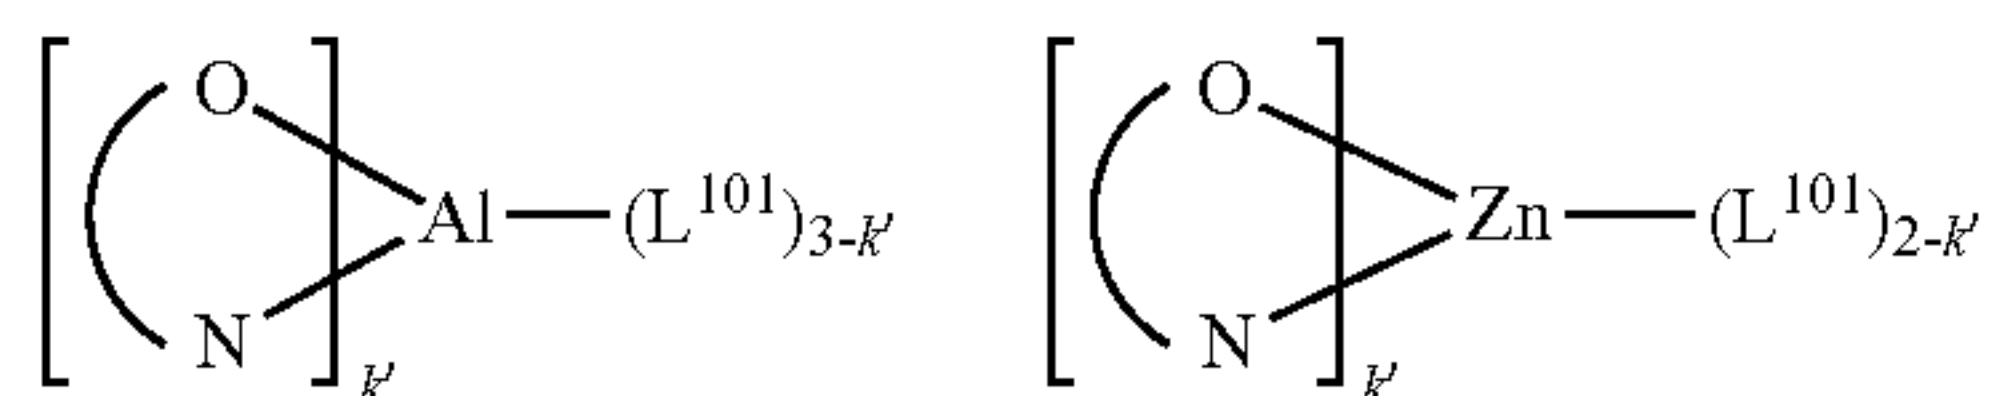 O O
Al (L¹⁰¹)₃₋ₖ′ Zn (L¹⁰¹)₂₋ₖ′
N N
k′ k′